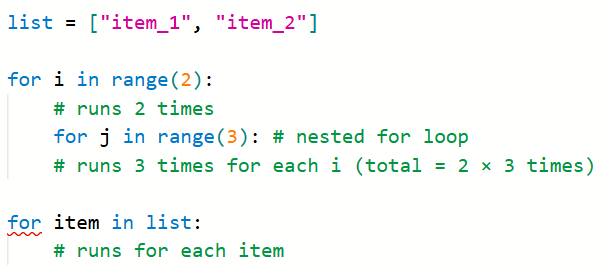 list = ["item_1", "item_2"]

for i in range(2):
    # runs 2 times
    for j in range(3): # nested for loop
    # runs 3 times for each i (total = 2 × 3 times)

for item in list:
    # runs for each item